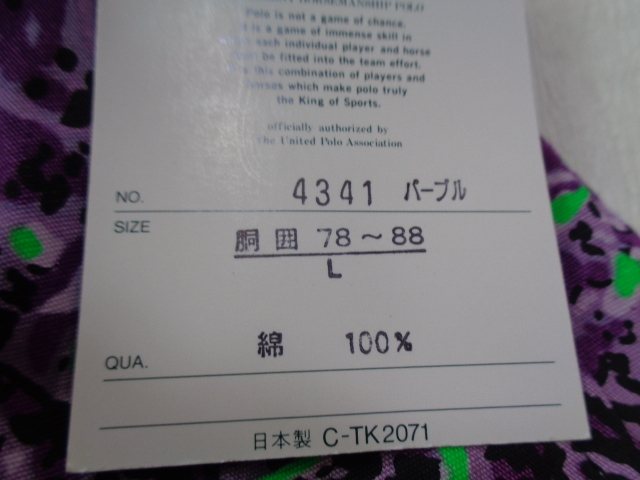 HORSEMANSHIP POLO
Polo is not a game of chance.
it is a game of immense skill in
each individual player and horse
be fitted into the team effort.
this combination of players and
horses which make polo truly
the King of Sports.
officially authorized by
The United Polo Association
NO. 4341 パープル
SIZE 胴囲 78～88
L
QUA. 綿 100%
日本製 C-TK2071